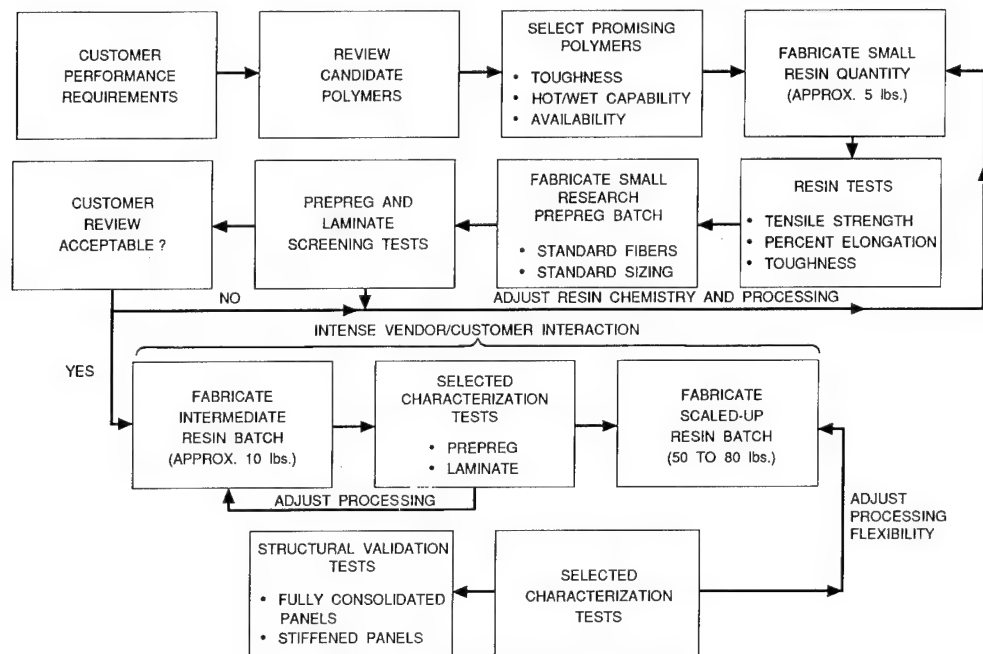 CUSTOMER
PERFORMANCE
REQUIREMENTS
REVIEW
CANDIDATE
POLYMERS
SELECT PROMISING
POLYMERS
• TOUGHNESS
• HOT/WET CAPABILITY
• AVAILABILITY
FABRICATE SMALL
RESIN QUANTITY
(APPROX. 5 lbs.)
RESIN TESTS
• TENSILE STRENGTH
• PERCENT ELONGATION
• TOUGHNESS
FABRICATE SMALL
RESEARCH
PREPREG BATCH
• STANDARD FIBERS
• STANDARD SIZING
PREPREG AND
LAMINATE
SCREENING TESTS
CUSTOMER
REVIEW
ACCEPTABLE ?
NO
ADJUST RESIN CHEMISTRY AND PROCESSING
INTENSE VENDOR/CUSTOMER INTERACTION
YES
FABRICATE
INTERMEDIATE
RESIN BATCH
(APPROX. 10 lbs.)
SELECTED
CHARACTERIZATION
TESTS
• PREPREG
• LAMINATE
FABRICATE
SCALED-UP
RESIN BATCH
(50 TO 80 lbs.)
ADJUST PROCESSING
ADJUST
PROCESSING
FLEXIBILITY
STRUCTURAL VALIDATION
TESTS
• FULLY CONSOLIDATED
PANELS
• STIFFENED PANELS
SELECTED
CHARACTERIZATION
TESTS